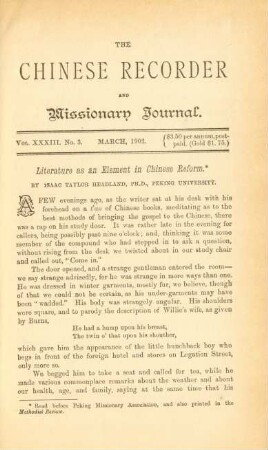 THE
CHINESE RECORDER
AND
Missionary Journal.
VOL. XXXIII. No. 3. MARCH, 1902. {$3.50 per annum, post-
paid. (Gold $1.75.)
Literature as an Element in Chinese Reform.*
BY ISAAC TAYLOR HEADLAND, PH.D., PEKING UNIVERSITY.
A FEW evenings ago, as the writer sat at his desk with his
forehead on a t'ao of Chinese books, meditating as to the
best methods of bringing the gospel to the Chinese, there
was a tap on his study door. It was rather late in the evening for
callers, being possibly past nine o'clock; and, thinking it was some
member of the compound who had stepped in to ask a question,
without rising from the desk we twisted about in our study chair
and called out, "Come in."
The door opened, and a strange gentleman entered the room—
we say strange advisedly, for he was strange in more ways than one.
He was dressed in winter garments, mostly fur, we believe, though
of that we could not be certain, as his under-garments may have
been "wadded." His body was strangely angular. His shoulders
were square, and to parody the description of Willie's wife, as given
by Burns,
He had a hump upon his breast,
The twin o' that upon his shouther,
which gave him the appearance of the little hunchback boy who
begs in front of the foreign hotel and stores on Legation Street,
only more so.
We begged him to take a seat and called for tea, while he
made various commonplace remarks about the weather and about
our health, age, and family, saying at the same time that his
* Read before Peking Missionary Association, and also printed in the
Methodist Review.